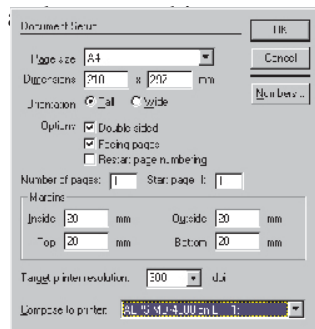 Document Setup
OK
Page size: A4
Cancel
Dimensions: 210 x 297 mm
Numbers...
Orientation: Tall Wide
Options: Double sided
Facing pages
Restart page numbering
Number of pages: 1 Start page #: 1
Margins
Inside 20 mm Outside 20 mm
Top 20 mm Bottom 20 mm
Target printer resolution: 300 dpi
Compose to printer: